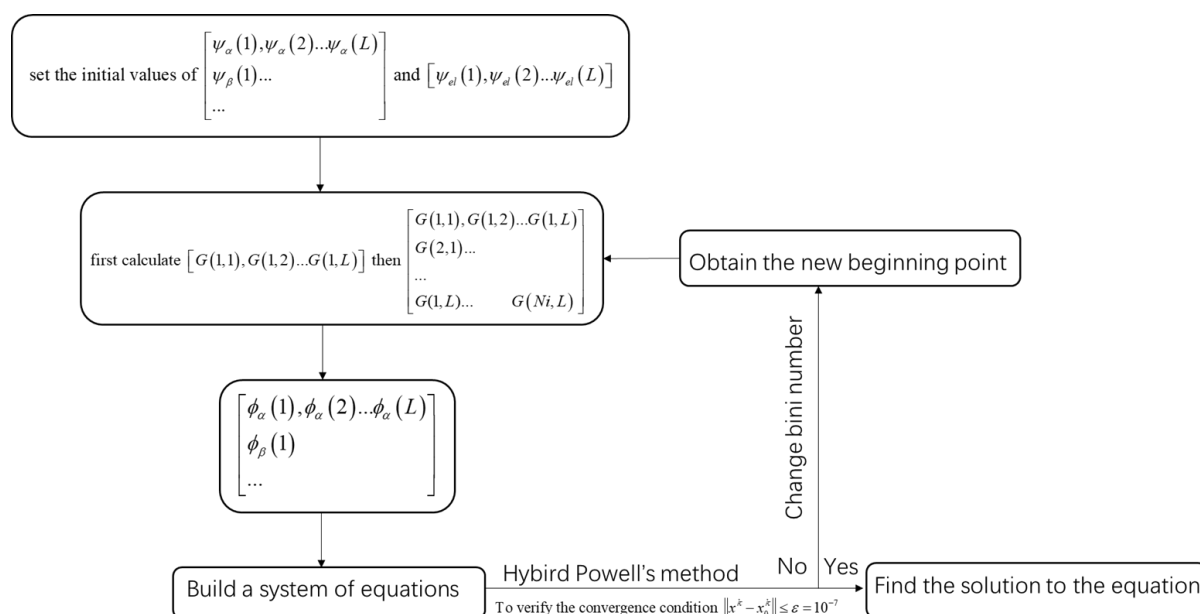 set the initial values of [ψα(1),ψα(2)...ψα(L) and [ψel(1),ψel(2)...ψel(L)]
ψβ(1)...
...]
first calculate [G(1,1),G(1,2)...G(1,L)] then [G(1,1),G(1,2)...G(1,L)
G(2,1)...
...
G(1,L)... G(Ni,L)]
Obtain the new beginning point
[ϕα(1),ϕα(2)...ϕα(L)
ϕβ(1)
...]
Change bini number
Build a system of equations
Hybird Powell's method
No Yes
To verify the convergence condition ‖x^k − x_0^k‖ ≤ ε = 10^-7
Find the solution to the equation